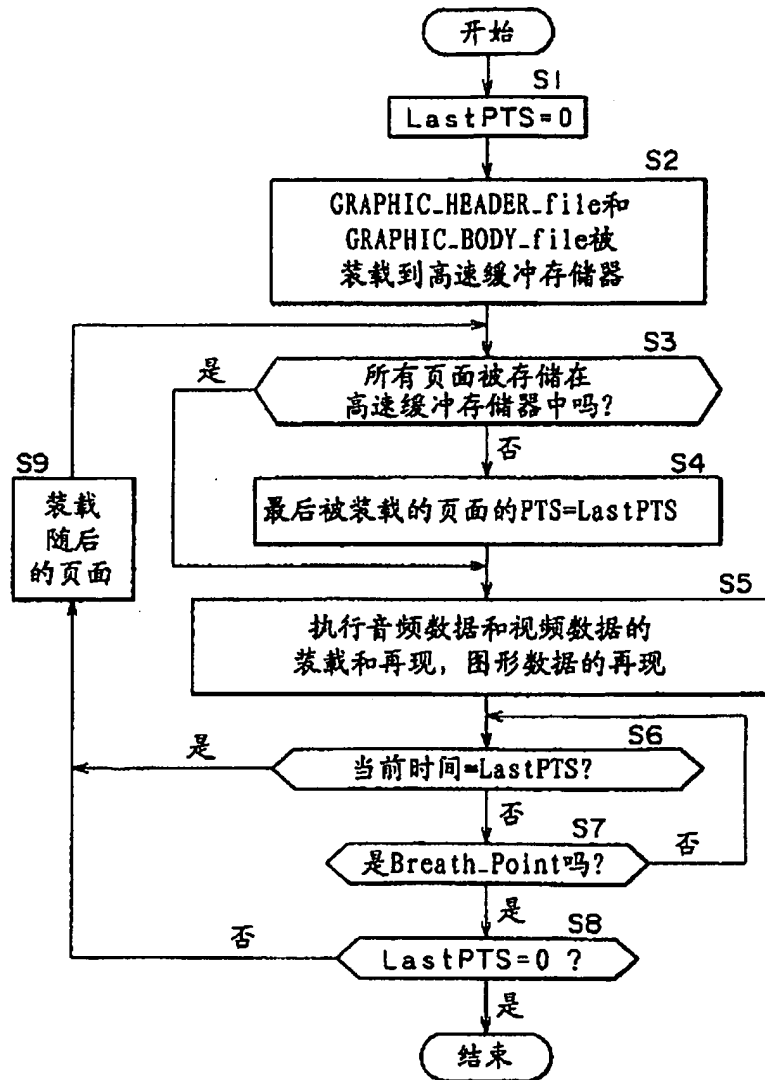 开始
S1
LastPTS=0
S2
GRAPHIC_HEADER_file和
GRAPHIC_BODY_file被
装载到高速缓冲存储器
S3
是
所有页面被存储在
高速缓冲存储器中吗?
否
S9
装载
随后
的页面
S4
最后被装载的页面的PTS=LastPTS
S5
执行音频数据和视频数据的
装载和再现, 图形数据的再现
S6
是
当前时间=LastPTS?
否
S7
是Breath_Point吗?
否
是
S8
否
LastPTS=0 ?
是
结束